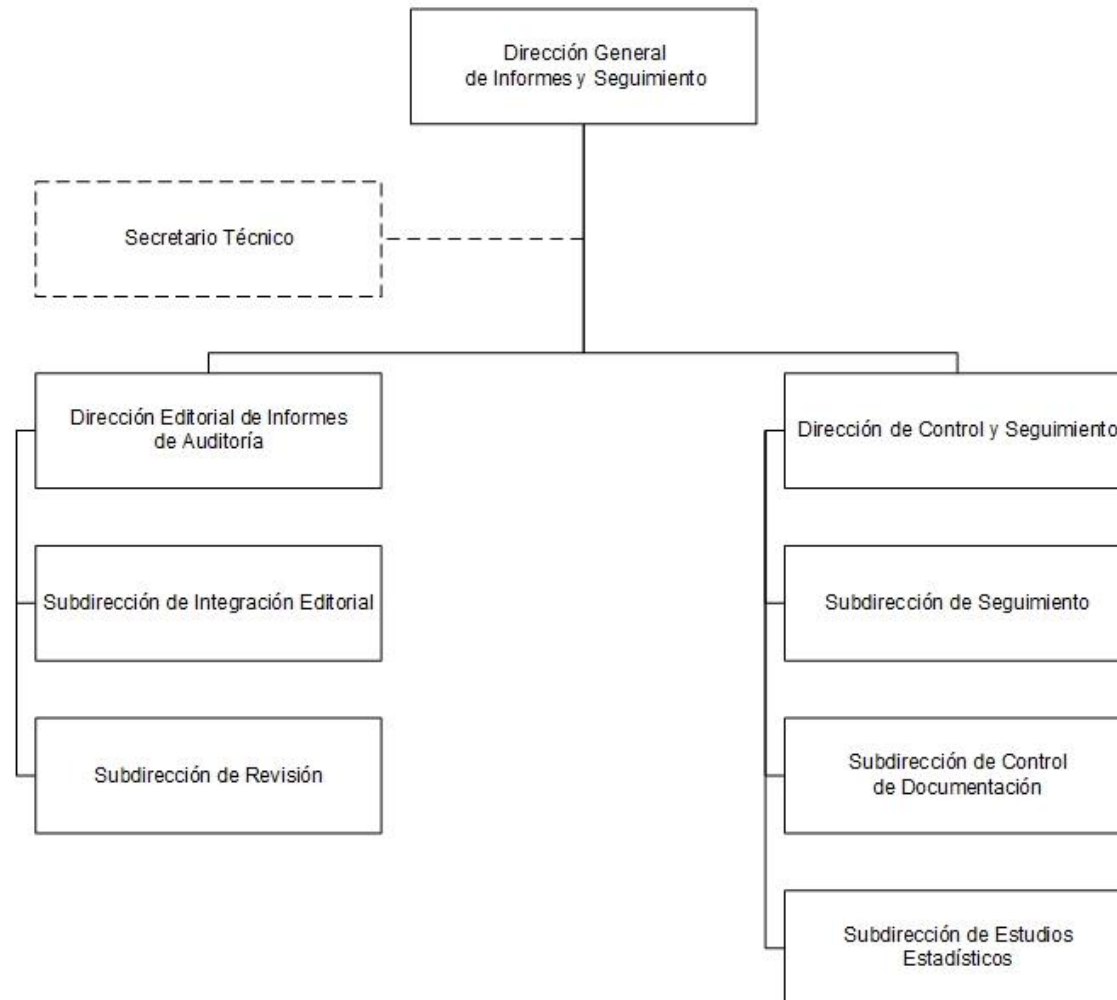 Dirección General
de Informes y Seguimiento
Secretario Técnico
Dirección Editorial de Informes
de Auditoría
Dirección de Control y Seguimiento
Subdirección de Integración Editorial
Subdirección de Seguimiento
Subdirección de Revisión
Subdirección de Control
de Documentación
Subdirección de Estudios
Estadísticos